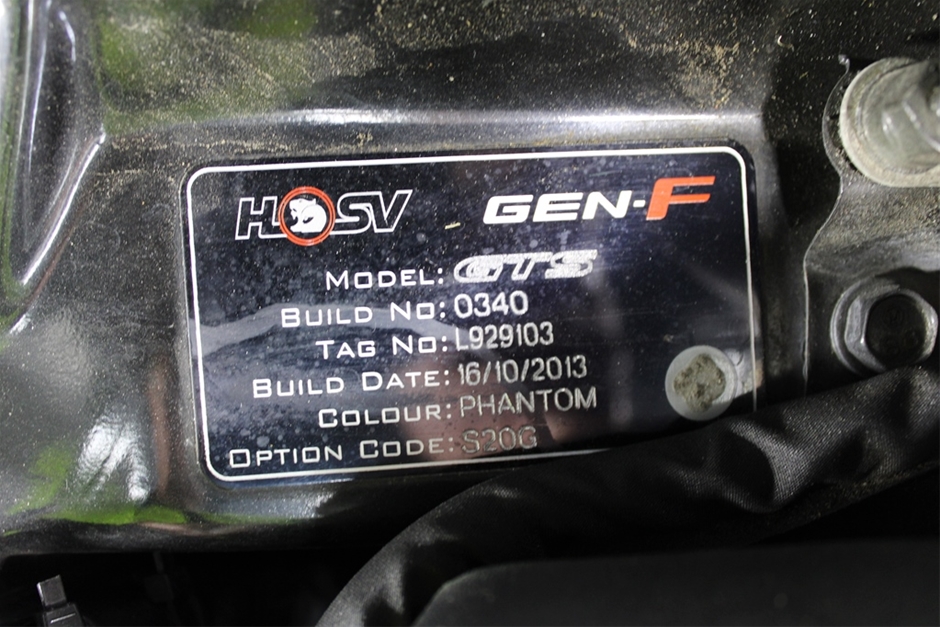 HSV GEN-F
MODEL: GTS
BUILD NO: 0340
TAG NO: L929103
BUILD DATE: 16/10/2013
COLOUR: PHANTOM
OPTION CODE: S20G